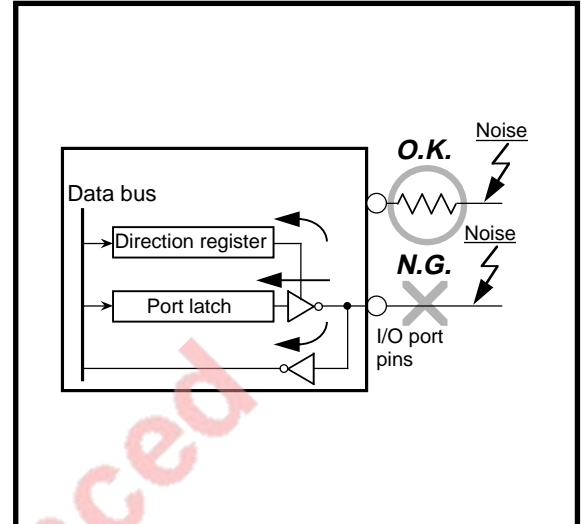 Noise
O.K.
Data bus
Noise
Direction register
N.G.
Port latch
I/O port
pins